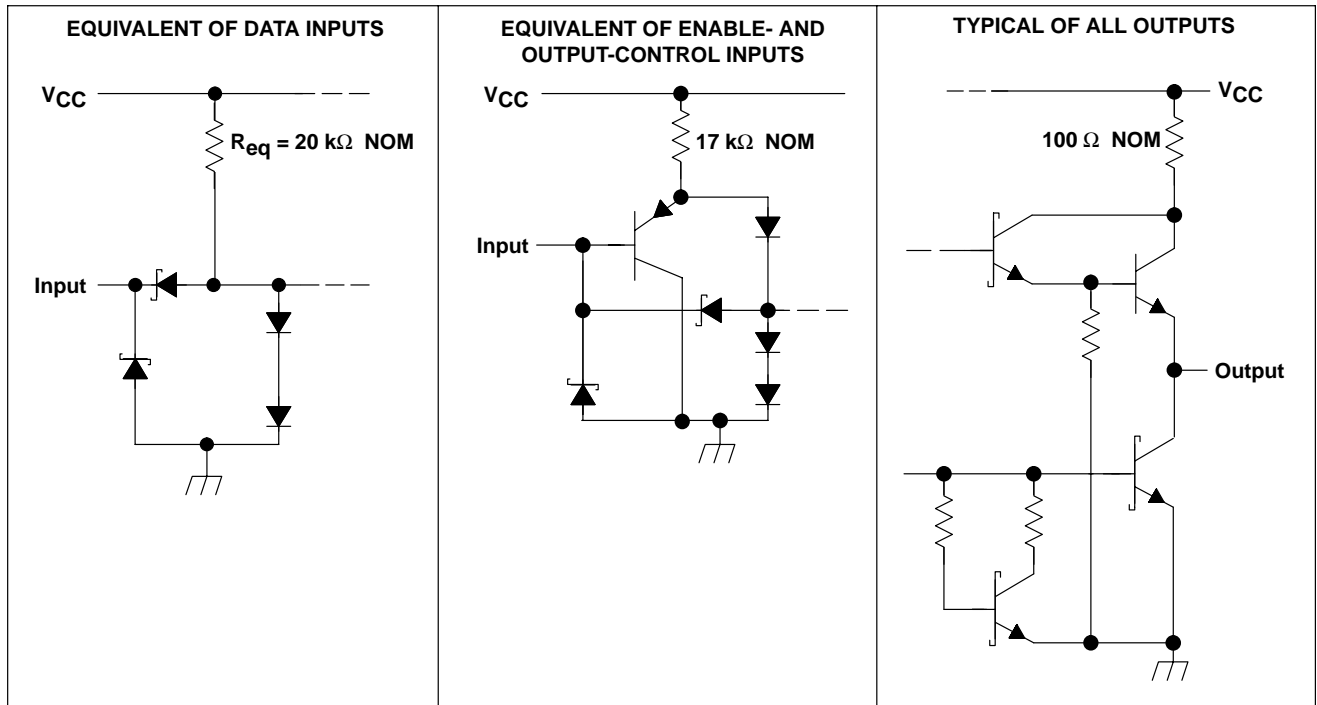 EQUIVALENT OF DATA INPUTS
VCC
Req = 20 kΩ NOM
Input
EQUIVALENT OF ENABLE- AND
OUTPUT-CONTROL INPUTS
VCC
17 kΩ NOM
Input
TYPICAL OF ALL OUTPUTS
VCC
100 Ω NOM
Output